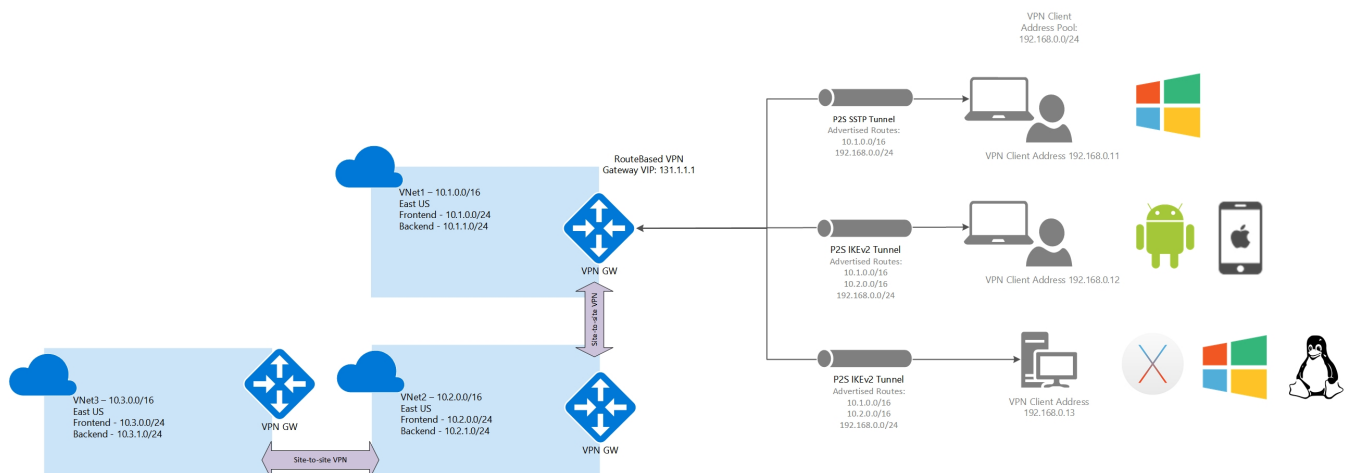 VPN Client
Address Pool:
192.168.0.0/24
P2S SSTP Tunnel
Advertised Routes:
10.1.0.0/16
192.168.0.0/24
VPN Client Address 192.168.0.11
RouteBased VPN
Gateway VIP: 131.1.1.1
VNet1 – 10.1.0.0/16
East US
Frontend - 10.1.0.0/24
Backend - 10.1.1.0/24
VPN GW
P2S IKEv2 Tunnel
Advertised Routes:
10.1.0.0/16
10.2.0.0/16
192.168.0.0/24
VPN Client Address 192.168.0.12
Site-to-site VPN
P2S IKEv2 Tunnel
Advertised Routes:
10.1.0.0/16
10.2.0.0/16
192.168.0.0/24
VPN Client Address
192.168.0.13
VNet3 – 10.3.0.0/16
East US
Frontend - 10.3.0.0/24
Backend - 10.3.1.0/24
VPN GW
VNet2 – 10.2.0.0/16
East US
Frontend - 10.2.0.0/24
Backend - 10.2.1.0/24
VPN GW
Site-to-site VPN